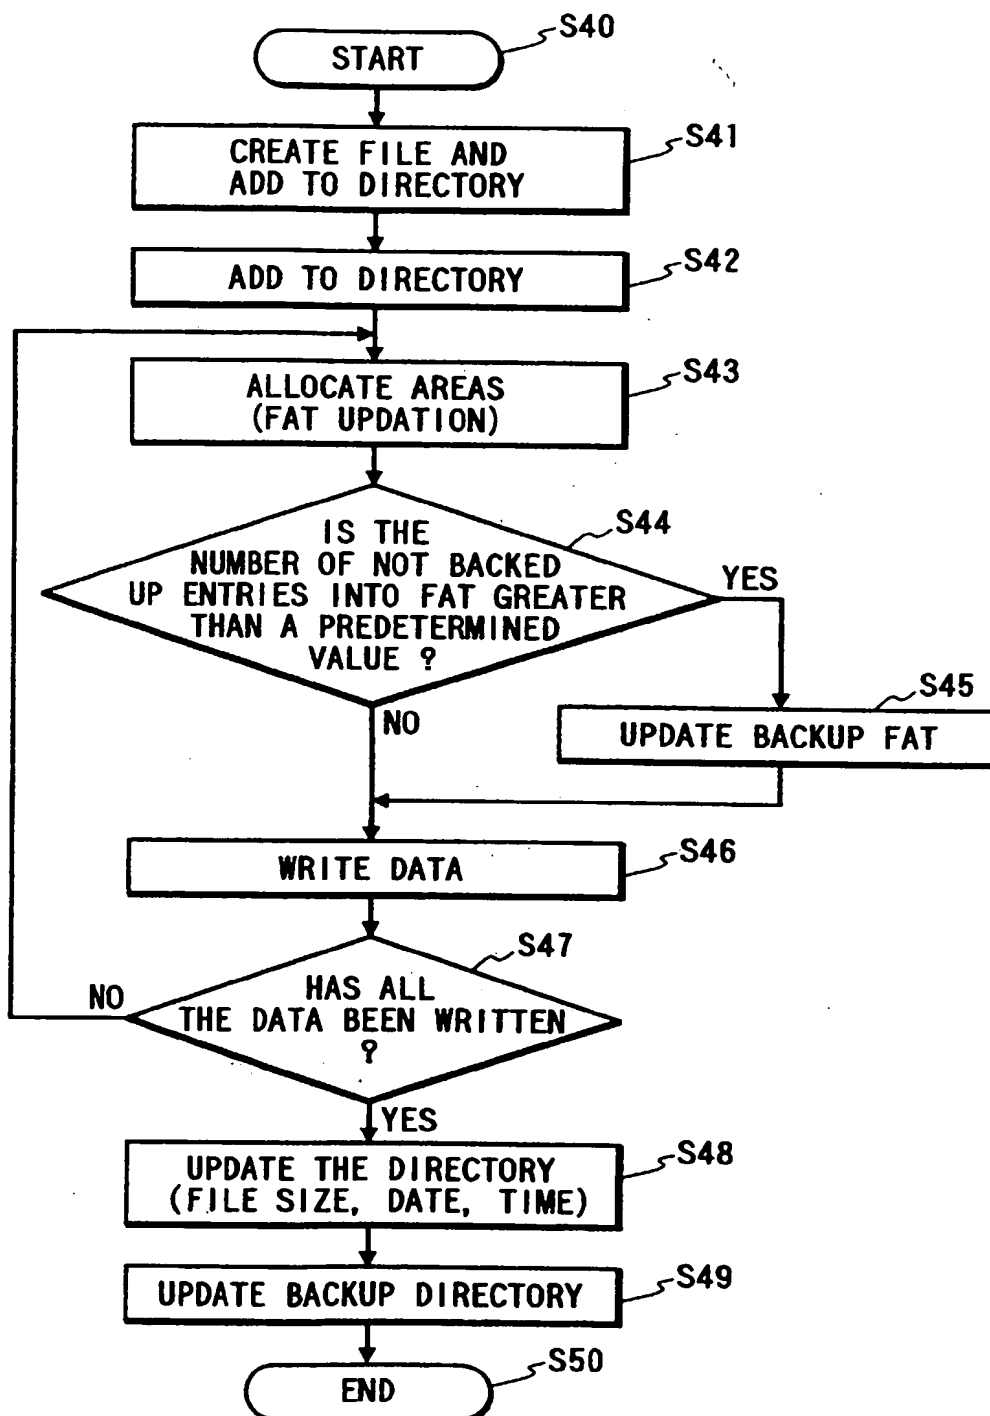 START
S40
CREATE FILE AND
ADD TO DIRECTORY
S41
ADD TO DIRECTORY
S42
ALLOCATE AREAS
(FAT UPDATION)
S43
IS THE
NUMBER OF NOT BACKED
UP ENTRIES INTO FAT GREATER
THAN A PREDETERMINED
VALUE ?
S44
YES
NO
S45
UPDATE BACKUP FAT
WRITE DATA
S46
S47
HAS ALL
THE DATA BEEN WRITTEN
?
NO
YES
UPDATE THE DIRECTORY
(FILE SIZE, DATE, TIME)
S48
UPDATE BACKUP DIRECTORY
S49
END
S50